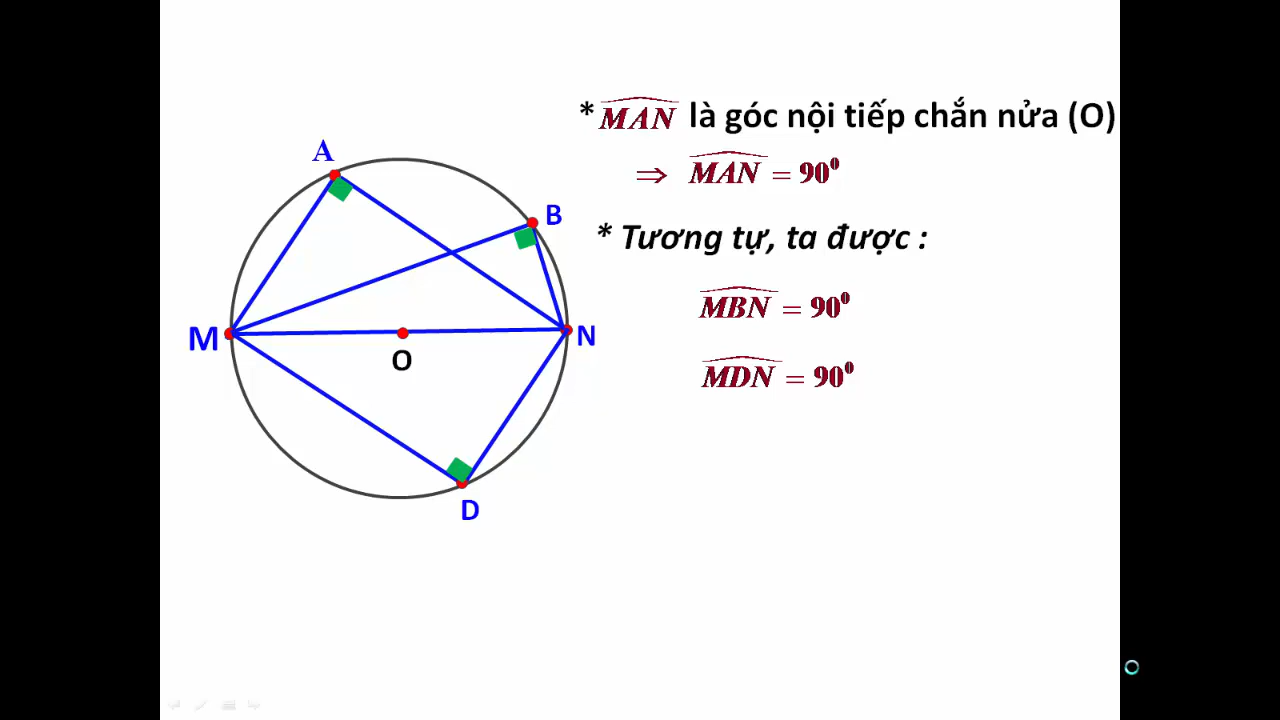 * MAN là góc nội tiếp chắn nửa (O)
⇒ MAN = 90⁰
* Tương tự, ta được :
MBN = 90⁰
MDN = 90⁰
A
B
M
O
N
D